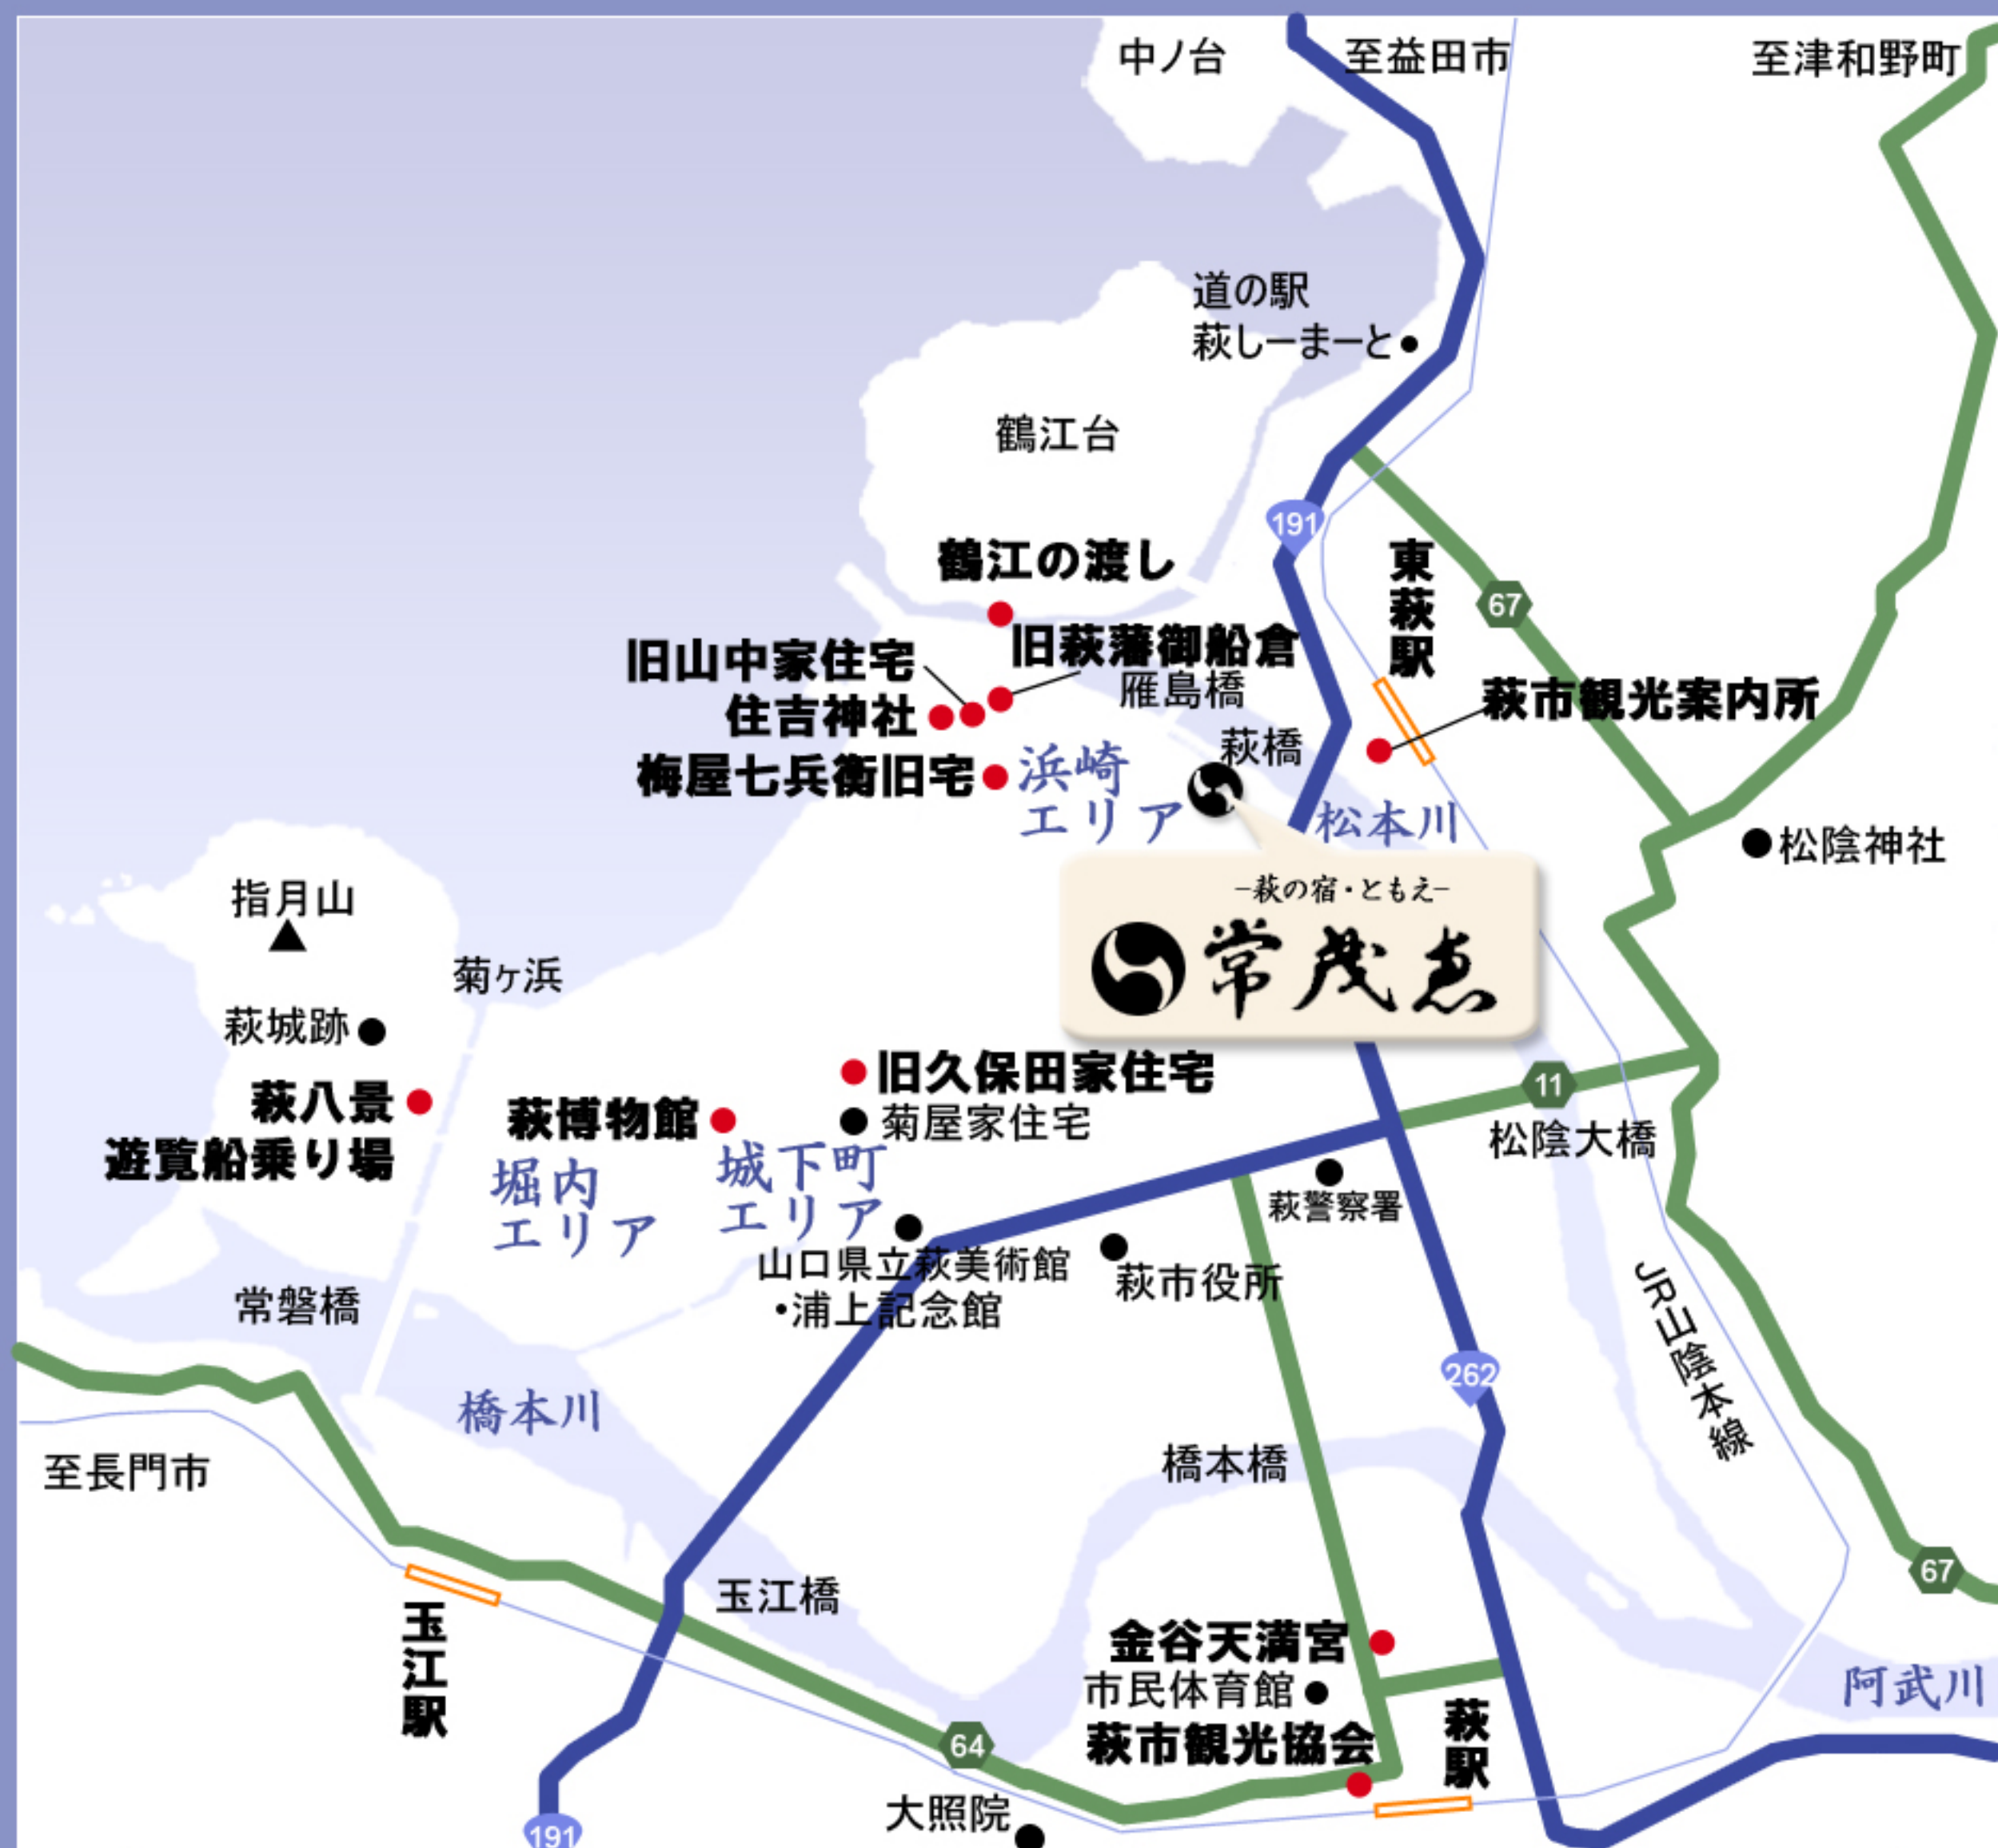 中ノ台
至益田市
至津和野町
道の駅
萩しーまーと
鶴江台
191
東萩駅
鶴江の渡し
67
旧萩藩御船倉
旧山中家住宅
雁島橋
萩市観光案内所
住吉神社
萩橋
梅屋七兵衛旧宅
浜崎
エリア
松本川
松陰神社
−萩の宿・ともえ−
常茂恵
指月山
菊ヶ浜
萩城跡
旧久保田家住宅
11
萩八景
遊覧船乗り場
萩博物館
菊屋家住宅
松陰大橋
堀内
エリア
城下町
エリア
萩警察署
山口県立萩美術館
・浦上記念館
萩市役所
常磐橋
JR山陰本線
262
橋本川
至長門市
橋本橋
67
玉江橋
玉江駅
金谷天満宮
市民体育館
阿武川
萩市観光協会
萩駅
64
大照院
191